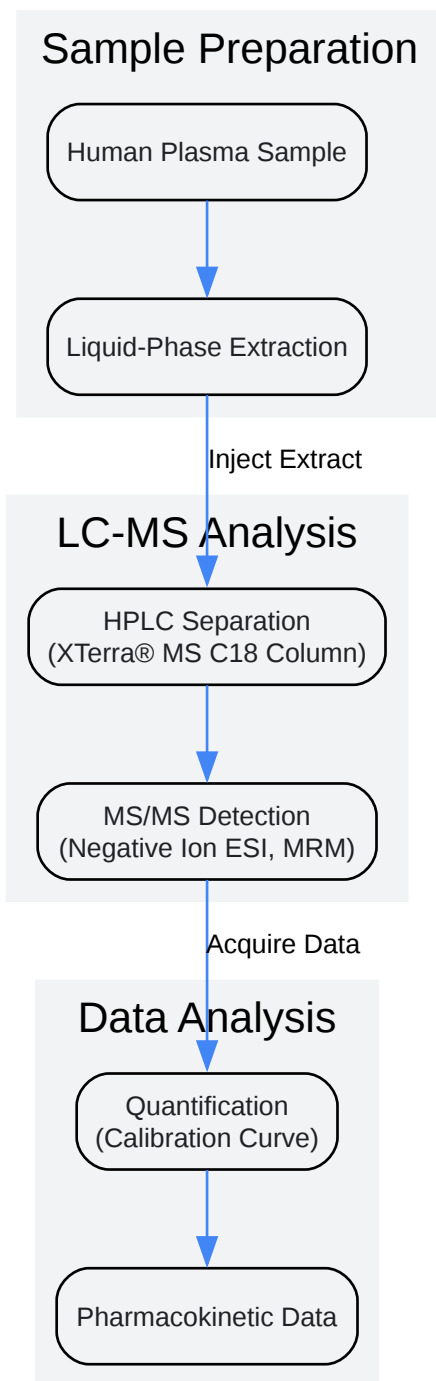 Sample Preparation
Human Plasma Sample
Liquid-Phase Extraction
Inject Extract
LC-MS Analysis
HPLC Separation
(XTerra® MS C18 Column)
MS/MS Detection
(Negative Ion ESI, MRM)
Acquire Data
Data Analysis
Quantification
(Calibration Curve)
Pharmacokinetic Data